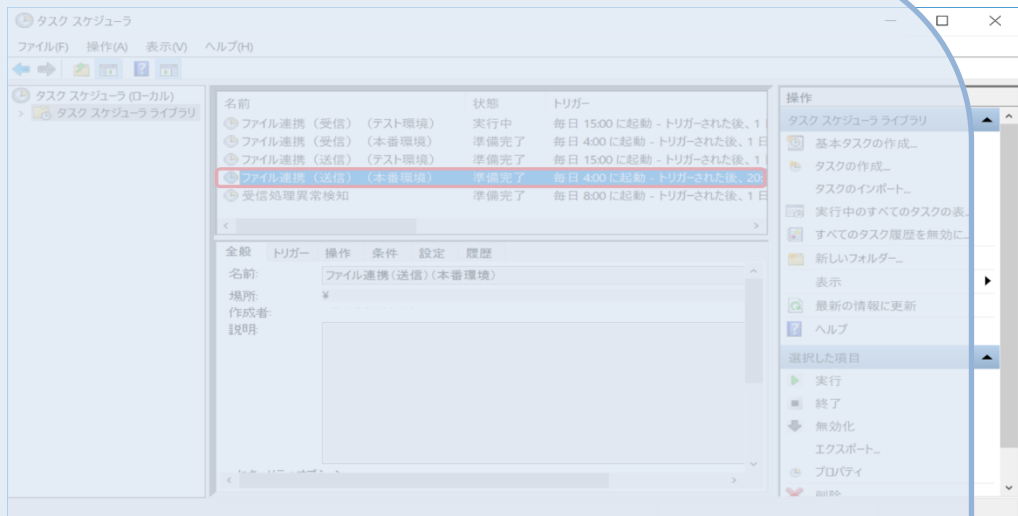 タスク スケジューラ
ファイル(F) 操作(A) 表示(V) ヘルプ(H)
タスク スケジューラ (ローカル)
タスク スケジューラ ライブラリ
名前 状態 トリガー
ファイル連携（受信）（テスト環境） 実行中 毎日 15:00 に起動 - トリガーされた後、1 
ファイル連携（受信）（本番環境） 準備完了 毎日 4:00 に起動 - トリガーされた後、1 日
ファイル連携（送信）（テスト環境） 準備完了 毎日 15:00 に起動 - トリガーされた後、1 
ファイル連携（送信）（本番環境） 準備完了 毎日 4:00 に起動 - トリガーされた後、20:
受信処理異常検知 準備完了 毎日 8:00 に起動 - トリガーされた後、1 日
全般 トリガー 操作 条件 設定 履歴
名前: ファイル連携(送信)(本番環境)
場所: ¥
作成者:
説明:
操作
タスク スケジューラ ライブラリ
基本タスクの作成...
タスクの作成...
タスクのインポート...
実行中のすべてのタスクの表...
すべてのタスク履歴を無効に...
新しいフォルダー...
表示
最新の情報に更新
ヘルプ
選択した項目
実行
終了
無効化
エクスポート...
プロパティ
削除